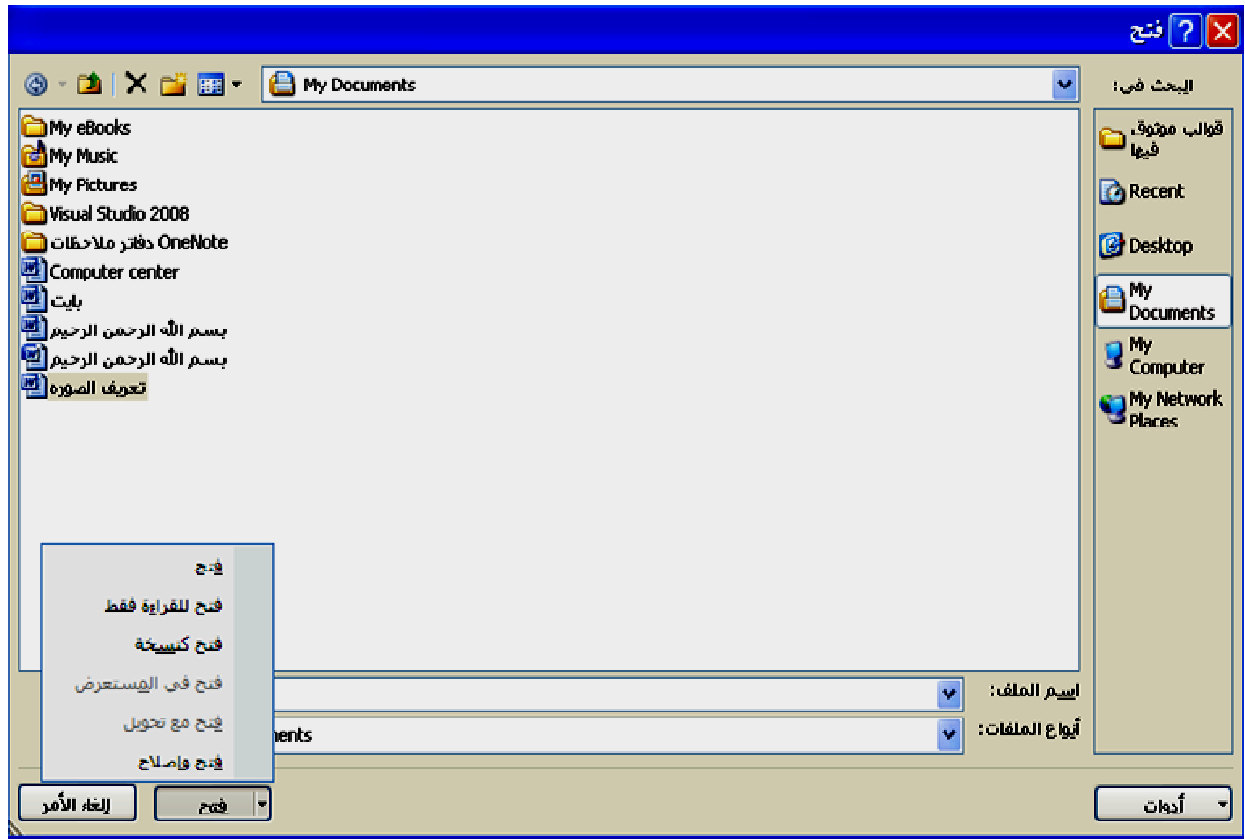 فتح
البحث في:
My Documents
قوالب موثوق
فيها
Recent
Desktop
My
Documents
My
Computer
My Network
Places
My eBooks
My Music
My Pictures
Visual Studio 2008
دفاتر ملاحظات OneNote
Computer center
بايت
بسم الله الرحمن الرحيم
بسم الله الرحمن الرحيم
تعريف الصوره
اسم الملف:
أنواع الملفات:
ments
فتح
فتح للقراءة فقط
فتح كنسخة
فتح في المستعرض
فتح مع تحويل
فتح وإصلاح
أدوات
فتح
إلغاء الأمر